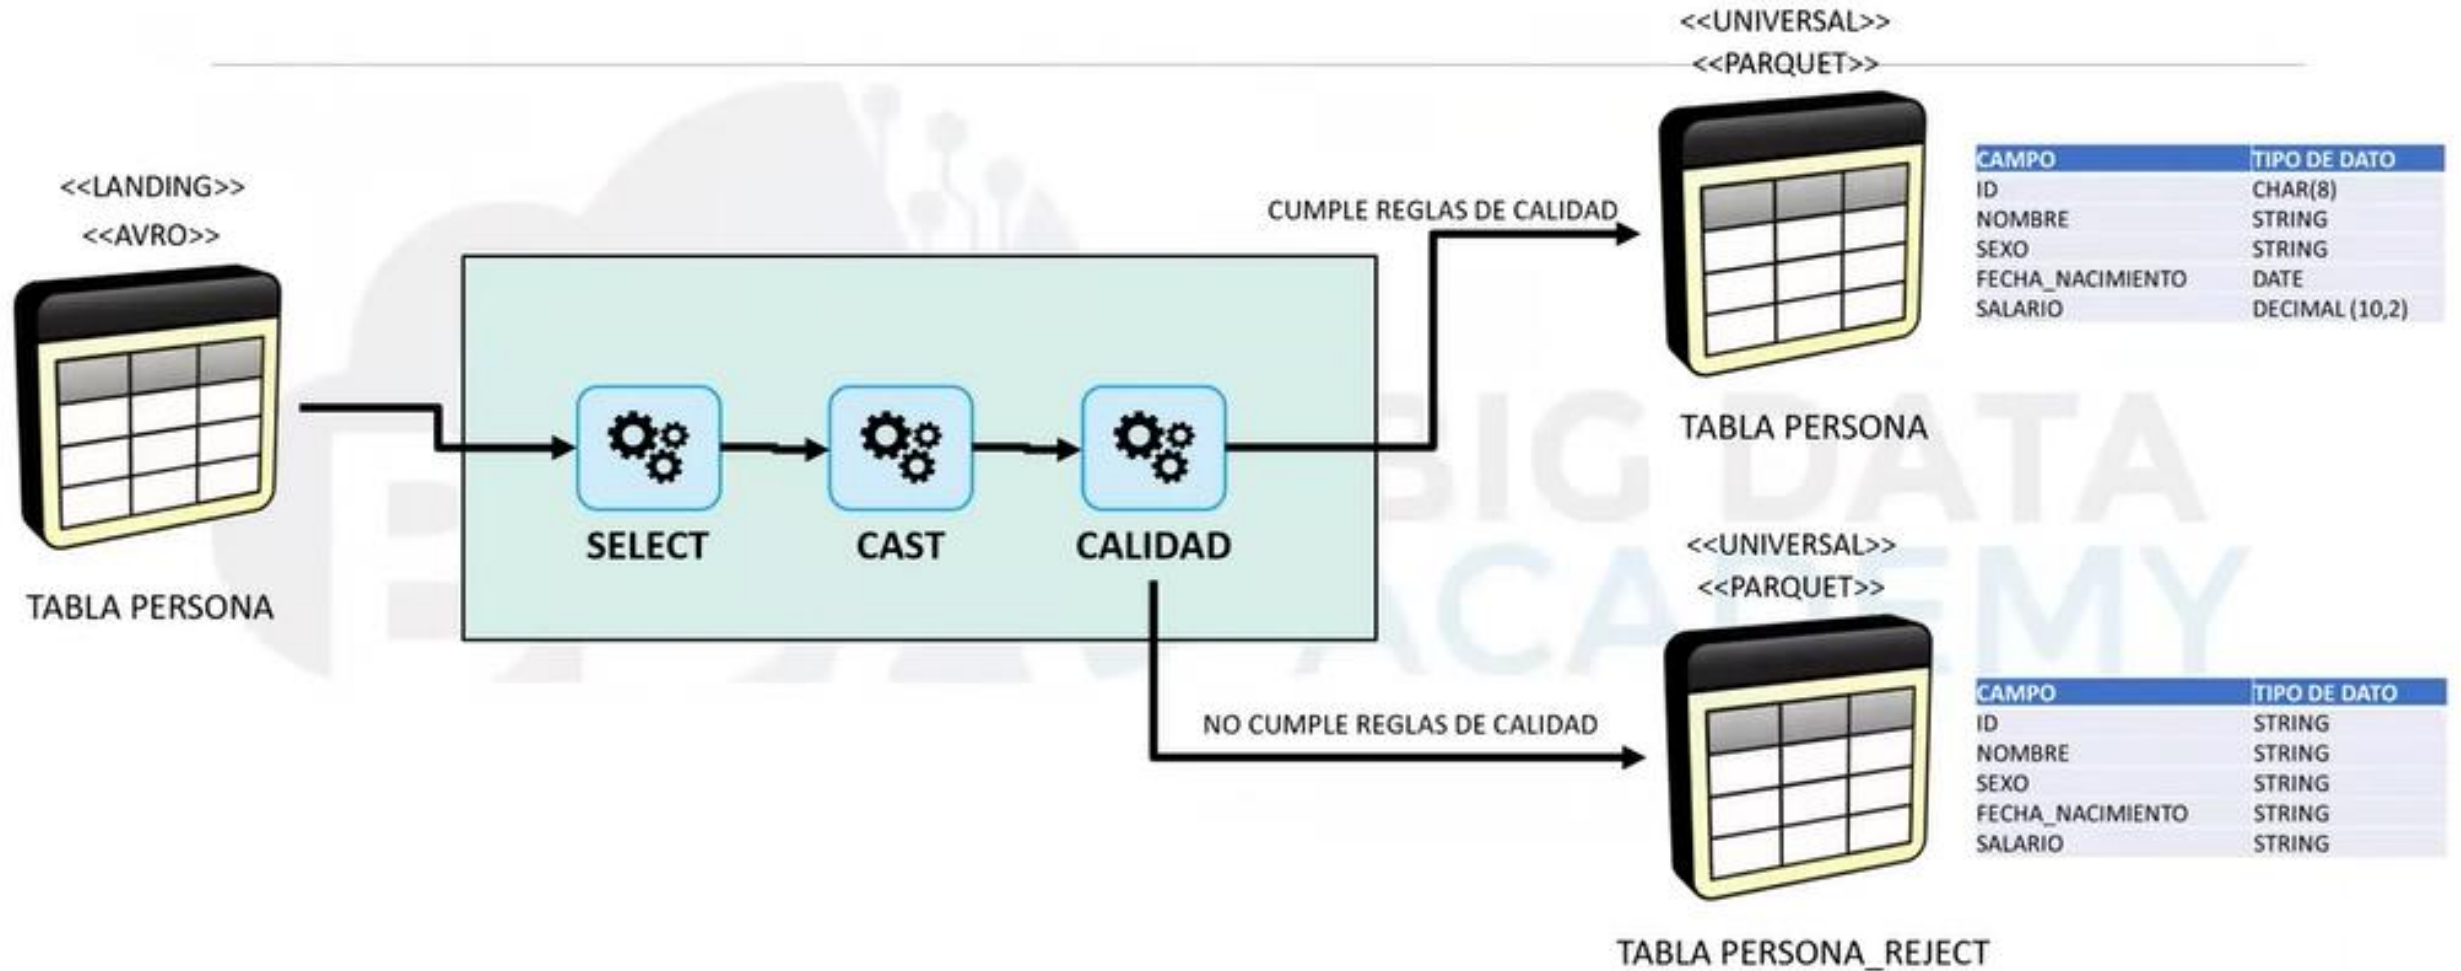 <<LANDING>>
<<AVRO>>
TABLA PERSONA
SELECT
CAST
CALIDAD
CUMPLE REGLAS DE CALIDAD
NO CUMPLE REGLAS DE CALIDAD
<<UNIVERSAL>>
<<PARQUET>>
TABLA PERSONA
CAMPO TIPO DE DATO
ID CHAR(8)
NOMBRE STRING
SEXO STRING
FECHA_NACIMIENTO DATE
SALARIO DECIMAL (10,2)
<<UNIVERSAL>>
<<PARQUET>>
TABLA PERSONA_REJECT
CAMPO TIPO DE DATO
ID STRING
NOMBRE STRING
SEXO STRING
FECHA_NACIMIENTO STRING
SALARIO STRING
BIG DATA
ACADEMY